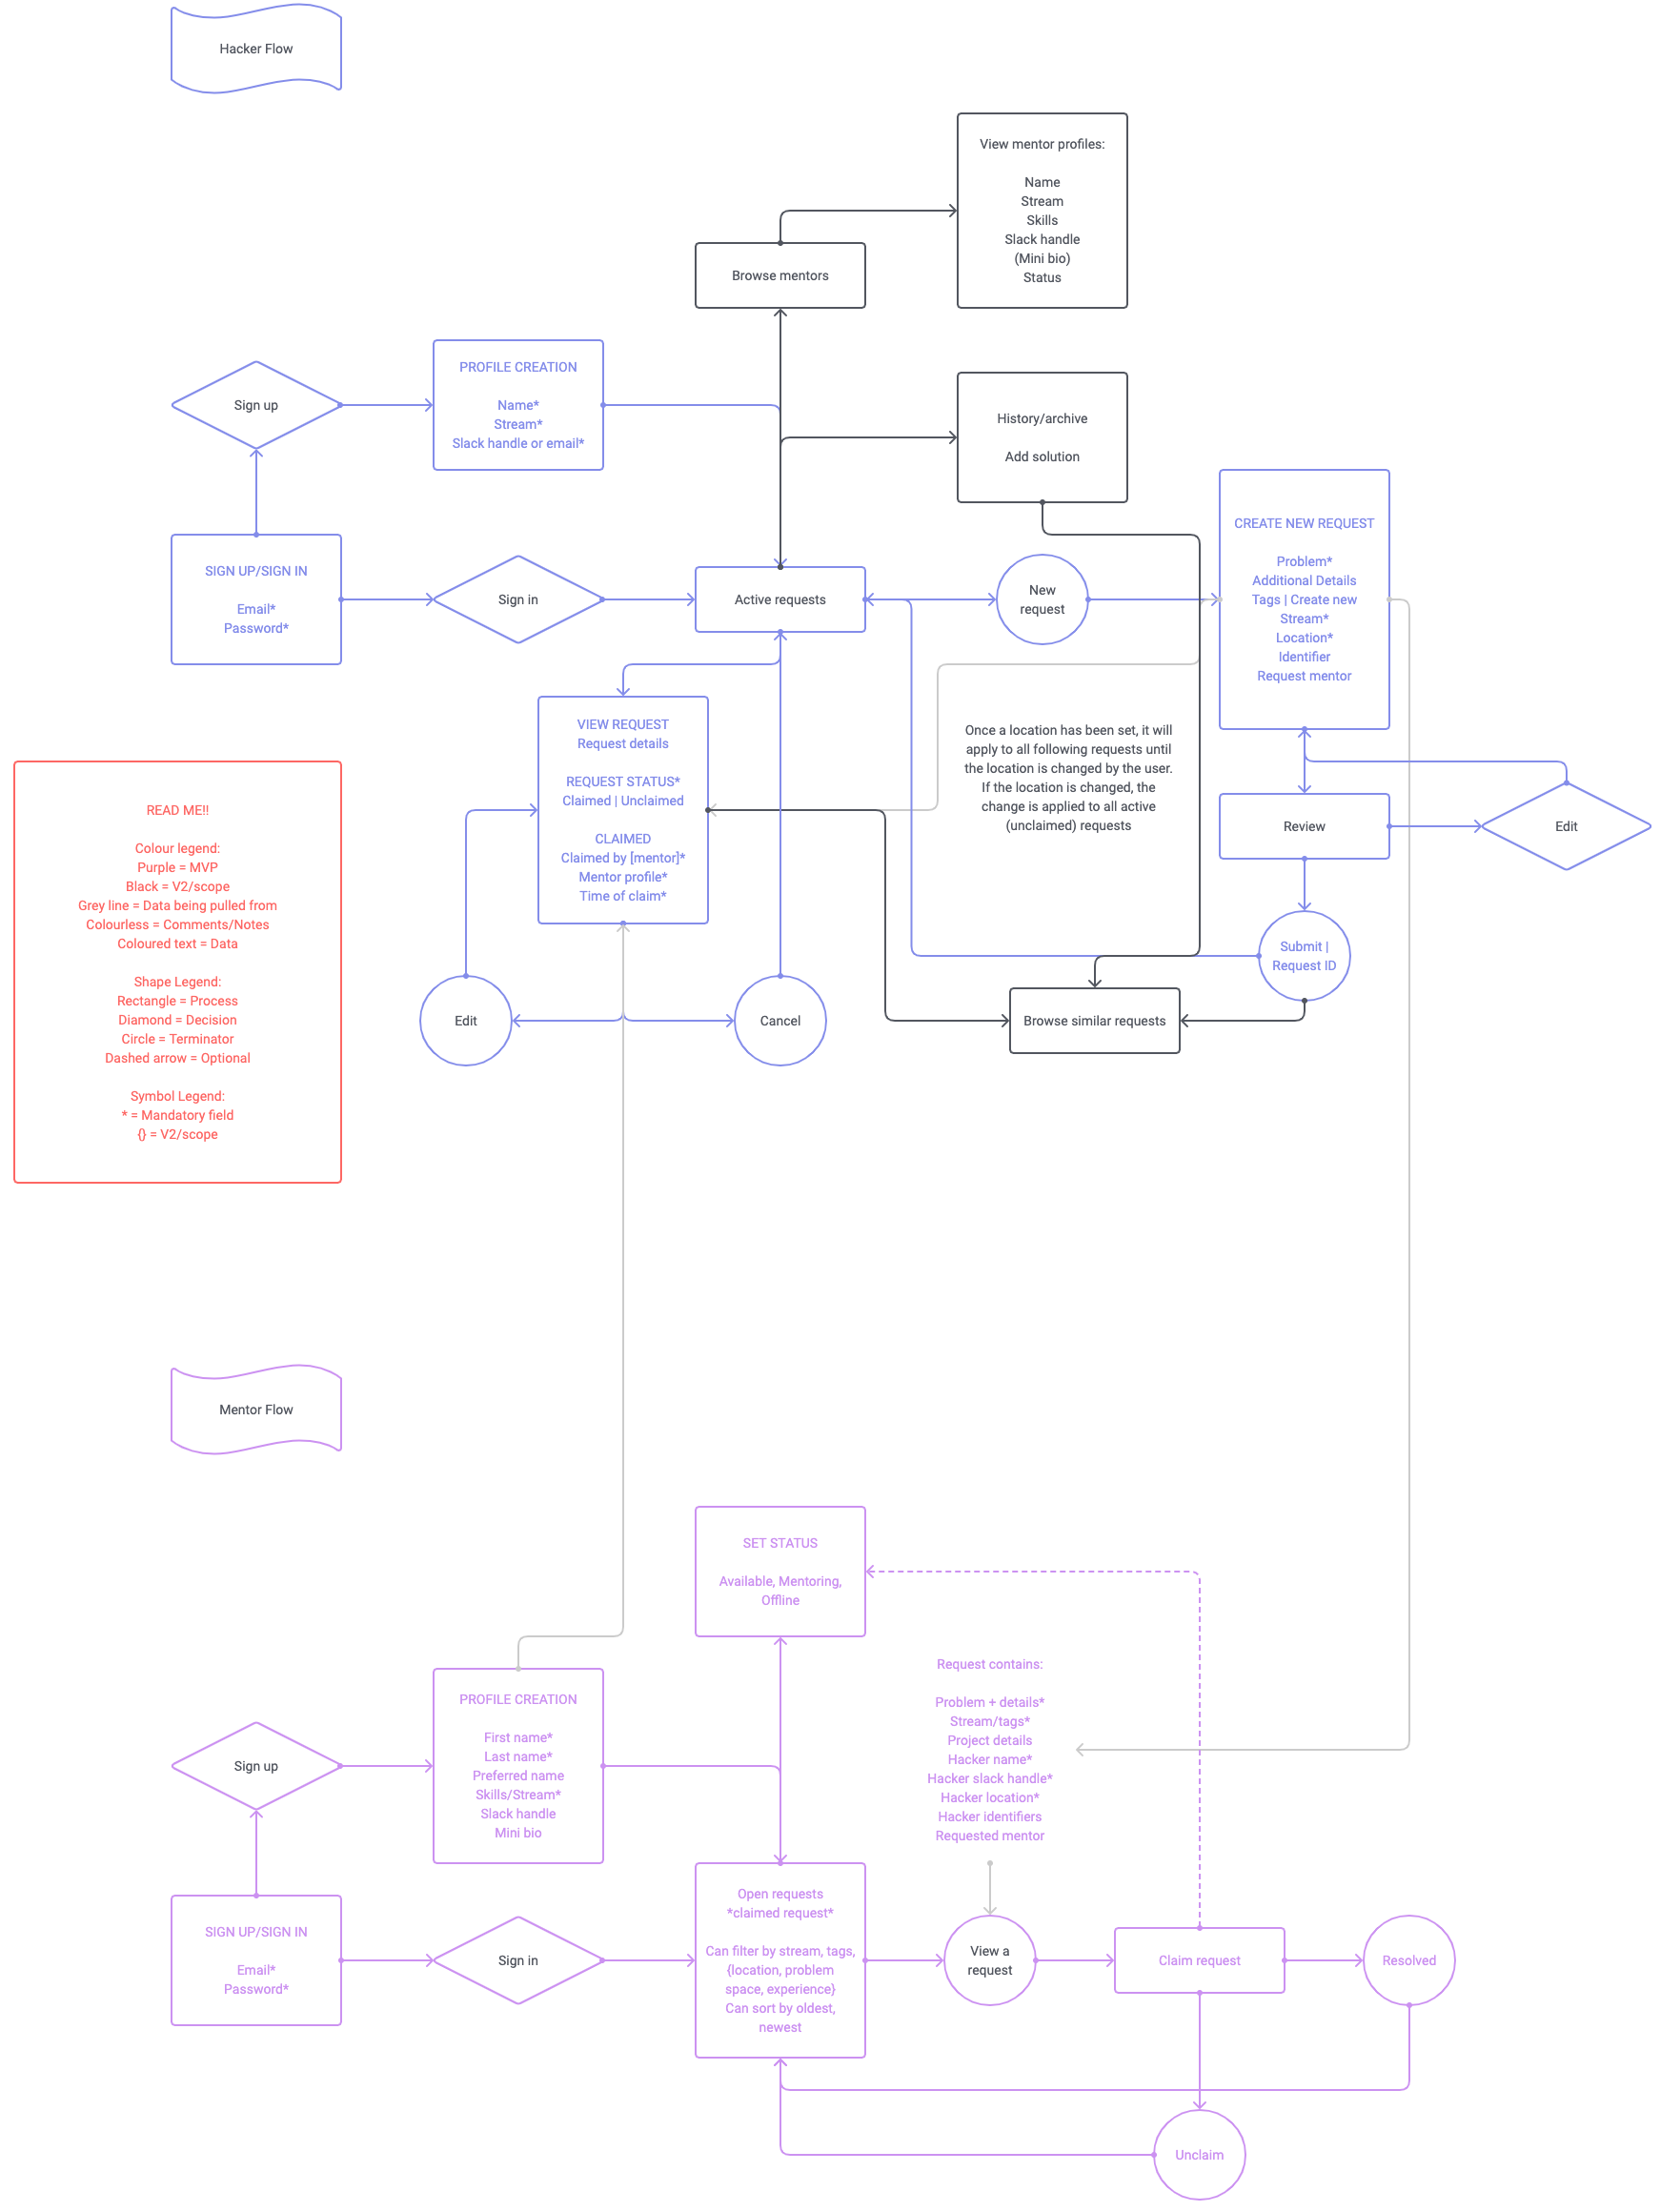 Hacker Flow
View mentor profiles:
Name
Stream
Skills
Slack handle
(Mini bio)
Status
Browse mentors
Sign up
PROFILE CREATION
Name*
Stream*
Slack handle or email*
History/archive
Add solution
SIGN UP/SIGN IN
Email*
Password*
Sign in
Active requests
New
request
CREATE NEW REQUEST
Problem*
Additional Details
Tags | Create new
Stream*
Location*
Identifier
Request mentor
VIEW REQUEST
Request details
REQUEST STATUS*
Claimed | Unclaimed
CLAIMED
Claimed by [mentor]*
Mentor profile*
Time of claim*
Once a location has been set, it will
apply to all following requests until
the location is changed by the user.
If the location is changed, the
change is applied to all active
(unclaimed) requests
Review
Edit
Submit |
Request ID
Edit
Cancel
Browse similar requests
READ ME!!
Colour legend:
Purple = MVP
Black = V2/scope
Grey line = Data being pulled from
Colourless = Comments/Notes
Coloured text = Data
Shape Legend:
Rectangle = Process
Diamond = Decision
Circle = Terminator
Dashed arrow = Optional
Symbol Legend:
* = Mandatory field
{} = V2/scope
Mentor Flow
SET STATUS
Available, Mentoring,
Offline
Sign up
PROFILE CREATION
First name*
Last name*
Preferred name
Skills/Stream*
Slack handle
Mini bio
Request contains:
Problem + details*
Stream/tags*
Project details
Hacker name*
Hacker slack handle*
Hacker location*
Hacker identifiers
Requested mentor
SIGN UP/SIGN IN
Email*
Password*
Sign in
Open requests
*claimed request*
Can filter by stream, tags,
{location, problem
space, experience}
Can sort by oldest,
newest
View a
request
Claim request
Resolved
Unclaim